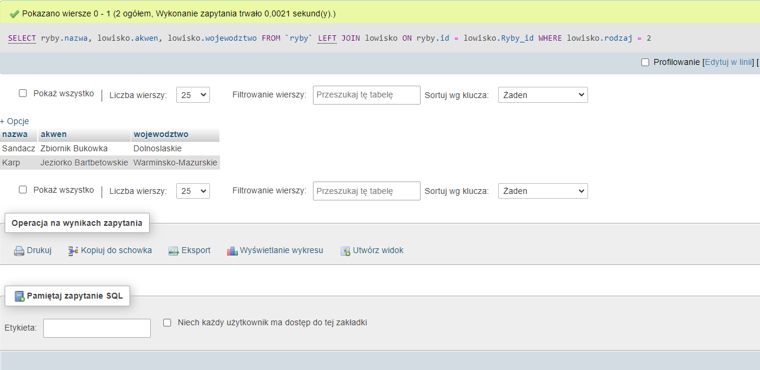 Pokazano wiersze 0 - 1 (2 ogółem, Wykonanie zapytania trwało 0,0021 sekund(y).)
SELECT ryby.nazwa, lowisko.akwen, lowisko.wojewodztwo FROM `ryby` LEFT JOIN lowisko ON ryby.id = lowisko.Ryby_id WHERE lowisko.rodzaj = 2
Profilowanie [Edytuj w linii] [
Pokaż wszystko | Liczba wierszy: 25 Filtrowanie wierszy: Przeszukaj tę tabelę Sortuj wg klucza: Żaden
+ Opcje
nazwa akwen wojewodztwo
Sandacz Zbiornik Bukowka Dolnoslaskie
Karp Jeziorko Bartbetowskie Warminsko-Mazurskie
Pokaż wszystko | Liczba wierszy: 25 Filtrowanie wierszy: Przeszukaj tę tabelę Sortuj wg klucza: Żaden
Operacja na wynikach zapytania
Drukuj Kopiuj do schowka Eksport Wyświetlanie wykresu Utwórz widok
Pamiętaj zapytanie SQL
Etykieta: Niech każdy użytkownik ma dostęp do tej zakładki